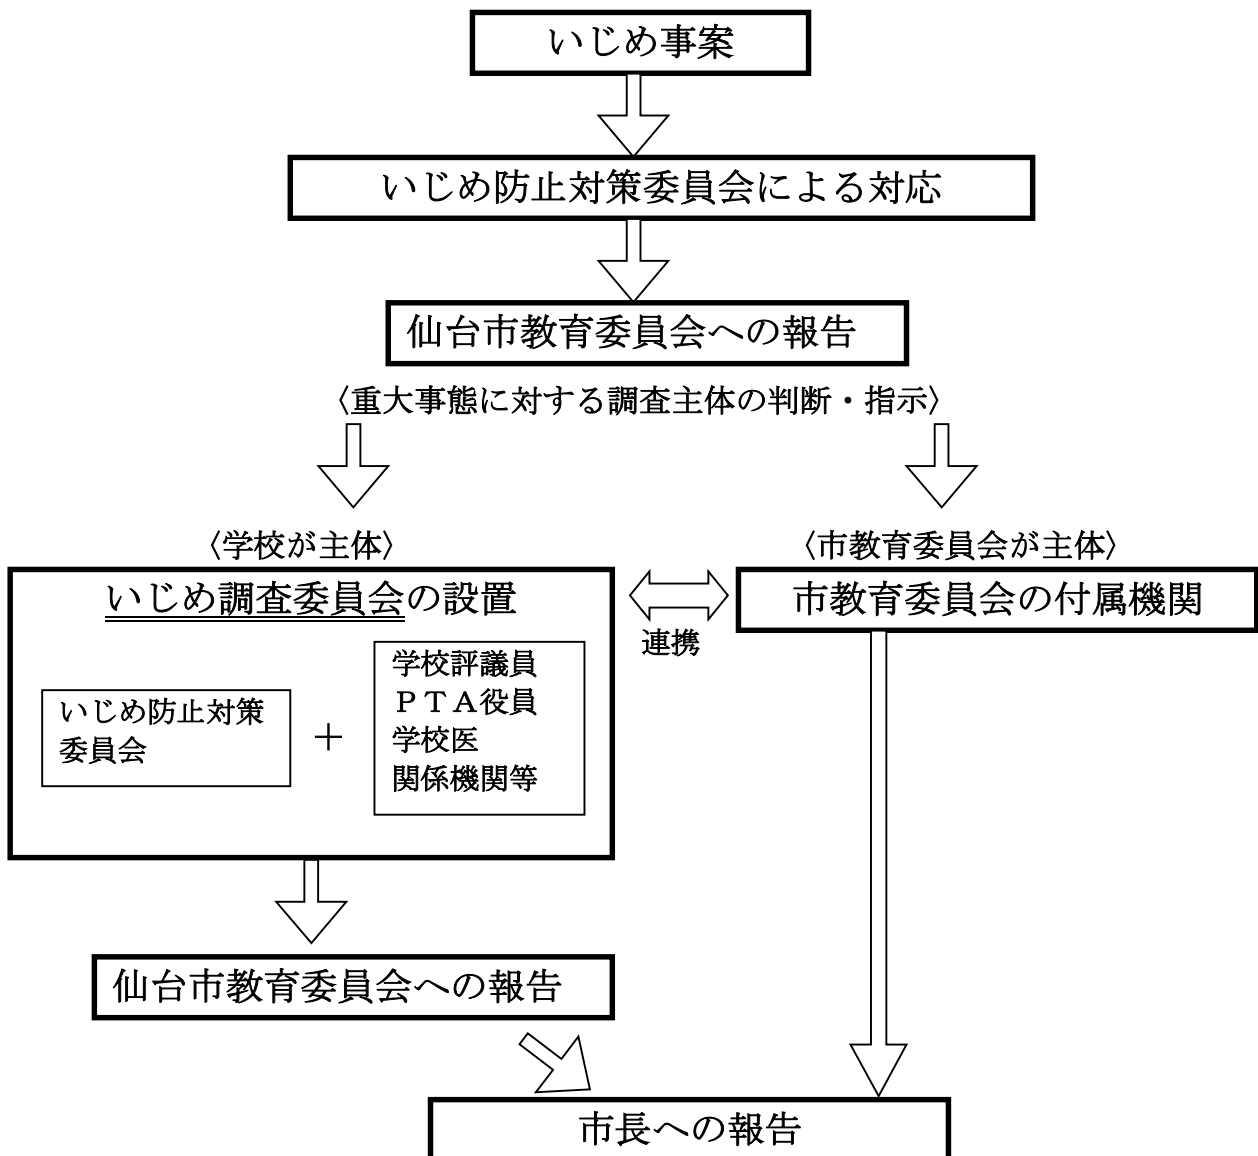 いじめ事案
いじめ防止対策委員会による対応
仙台市教育委員会への報告
〈重大事態に対する調査主体の判断・指示〉
〈学校が主体〉
いじめ調査委員会の設置
いじめ防止対策
委員会
＋
学校評議員
ＰＴＡ役員
学校医
関係機関等
連携
〈市教育委員会が主体〉
市教育委員会の付属機関
仙台市教育委員会への報告
市長への報告